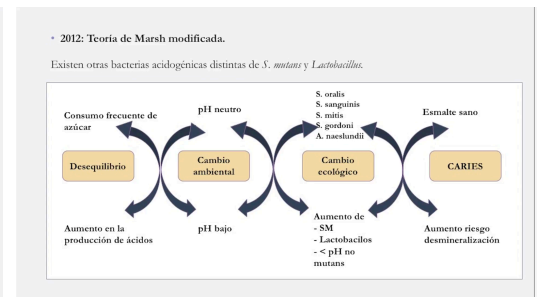 • 2012: Teoría de Marsh modificada.
Existen otras bacterias acidogénicas distintas de S. mutans y Lactobacillus.
Consumo frecuente de
azúcar
pH neutro
S. oralis
S. sanguinis
S. mitis
S. gordoni
A. naeslundii
Esmalte sano
Desequilibrio
Cambio
ambiental
Cambio
ecológico
CARIES
Aumento en la
producción de ácidos
pH bajo
Aumento de
- SM
- Lactobacilos
- < pH no
mutans
Aumento riesgo
desmineralización